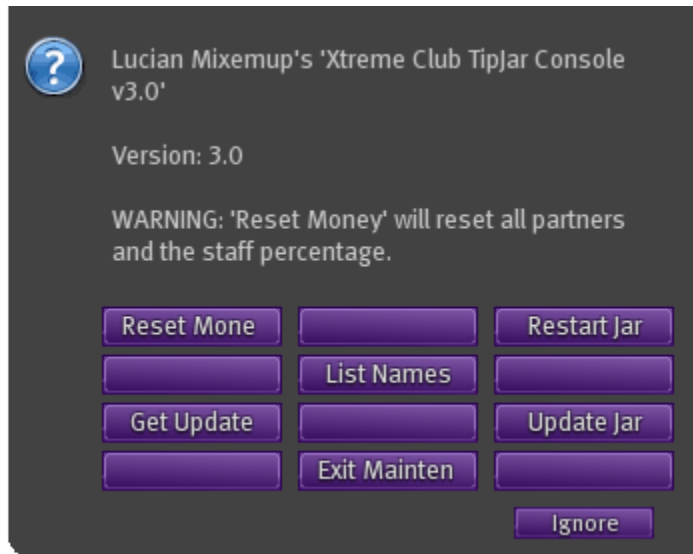 Lucian Mixemup's 'Xtreme Club TipJar Console
v3.0'
Version: 3.0
WARNING: 'Reset Money' will reset all partners
and the staff percentage.
Reset Mone
Restart Jar
List Names
Get Update
Update Jar
Exit Mainten
Ignore